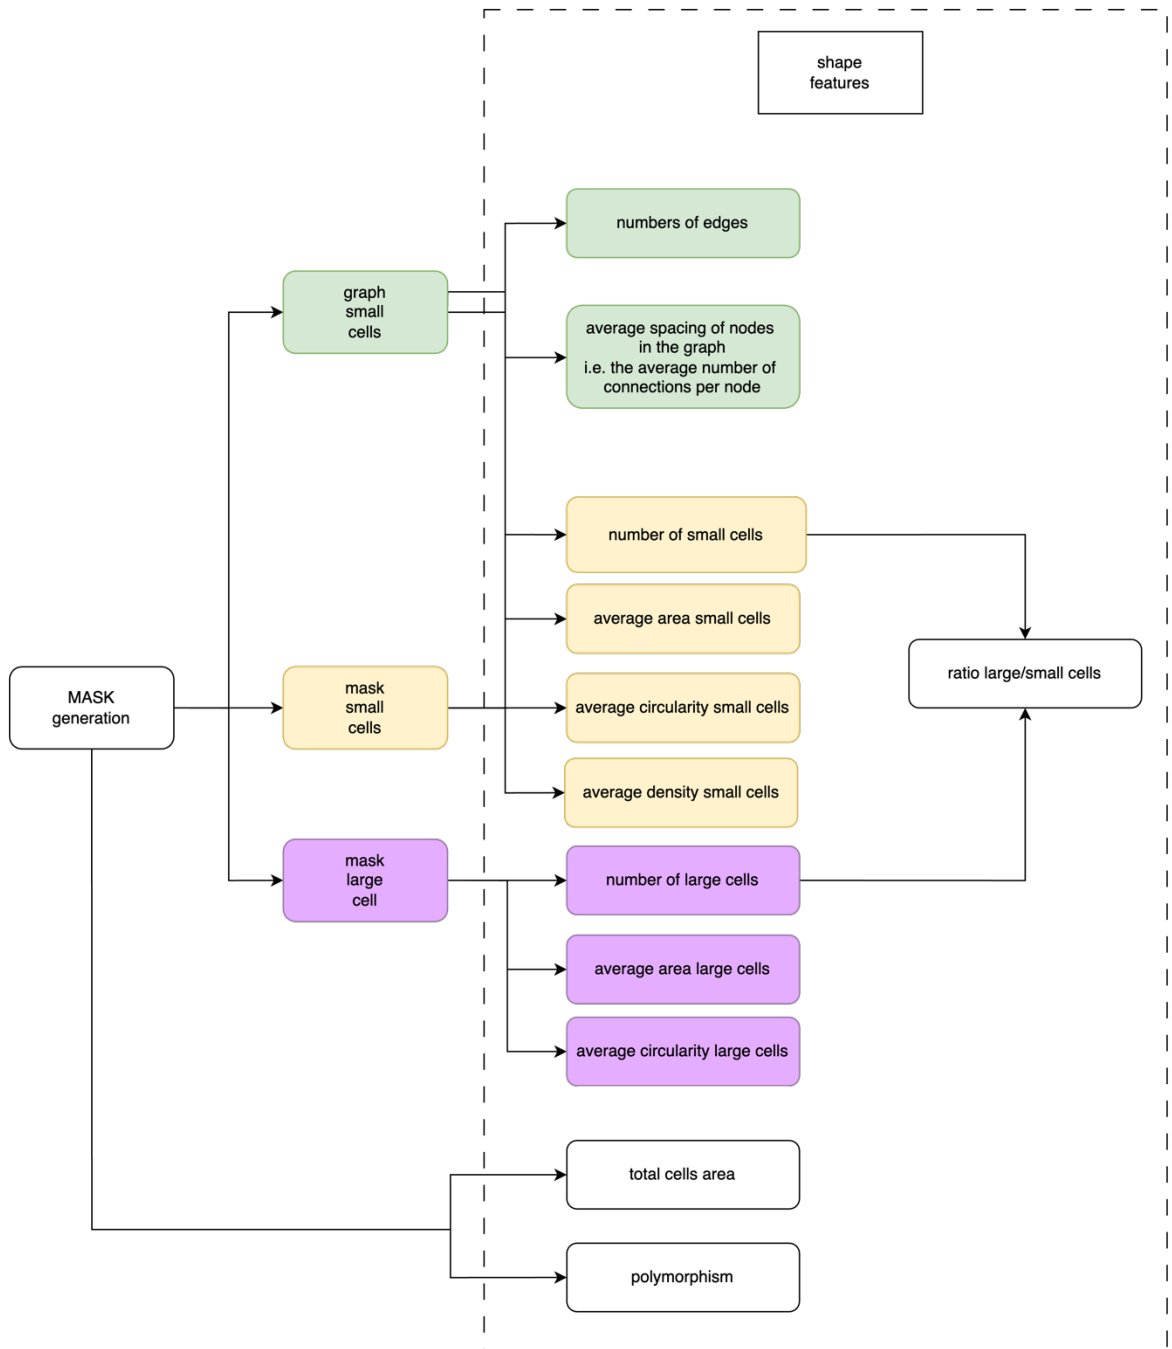 shape
features
numbers of edges
graph
small
cells
average spacing of nodes
in the graph
i.e. the average number of
connections per node
number of small cells
average area small cells
ratio large/small cells
MASK
generation
mask
small
cells
average circularity small cells
average density small cells
mask
large
cell
number of large cells
average area large cells
average circularity large cells
total cells area
polymorphism